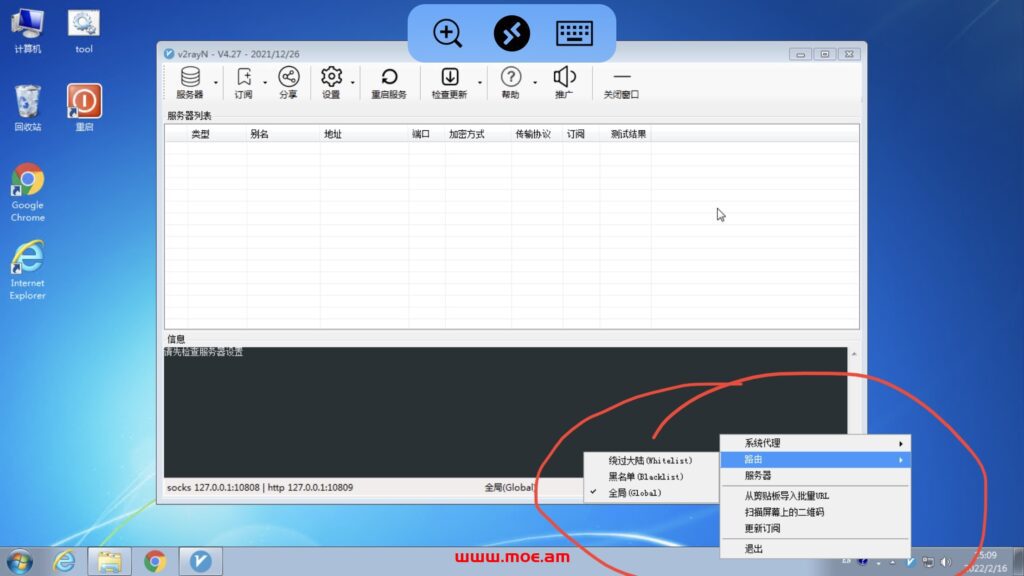 计算机
tool
回收站
重启
Google
Chrome
Internet
Explorer
v2rayN - V4.27 - 2021/12/26
服务器 订阅 分享 设置 重启服务 检查更新 帮助 推广 关闭窗口
服务器列表
类型 别名 地址 端口 加密方式 传输协议 订阅 测试结果
信息
请先检查服务器设置
socks 127.0.0.1:10808 | http 127.0.0.1:10809 全局(Global)
绕过大陆(Whitelist)
黑名单(Blacklist)
全局(Global)
系统代理
路由
服务器
从剪贴板导入批量URL
扫描屏幕上的二维码
更新订阅
退出
www.moe.am
2022/2/16